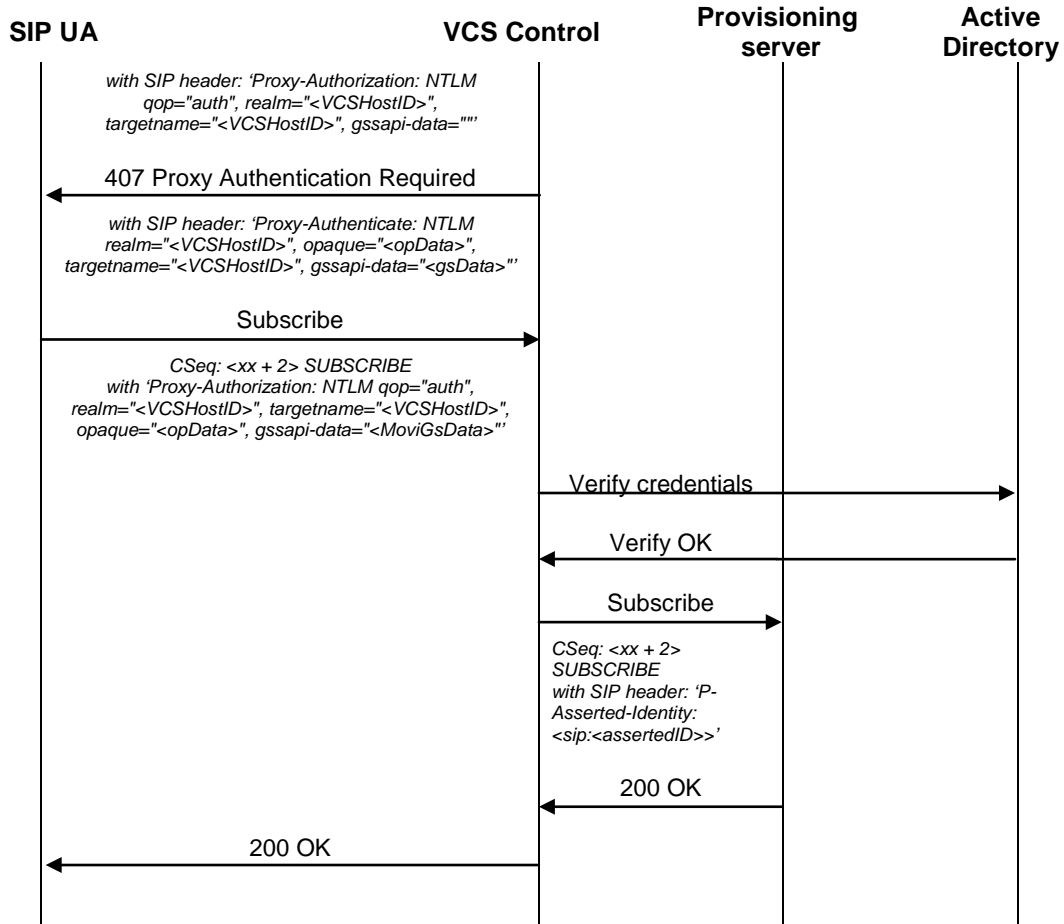 SIP UA
VCS Control
Provisioning
server
Active
Directory
with SIP header: ‘Proxy-Authorization: NTLM
qop="auth", realm="<VCSHostID>",
targetname="<VCSHostID>", gssapi-data=""’
407 Proxy Authentication Required
with SIP header: ‘Proxy-Authenticate: NTLM
realm="<VCSHostID>", opaque="<opData>",
targetname="<VCSHostID>", gssapi-data="<gsData>"’
Subscribe
CSeq: <xx + 2> SUBSCRIBE
with ‘Proxy-Authorization: NTLM qop="auth",
realm="<VCSHostID>", targetname="<VCSHostID>",
opaque="<opData>", gssapi-data="<MoviGsData>"’
Verify credentials
Verify OK
Subscribe
CSeq: <xx + 2>
SUBSCRIBE
with SIP header: ‘P-
Asserted-Identity:
<sip:<assertedID>>’
200 OK
200 OK